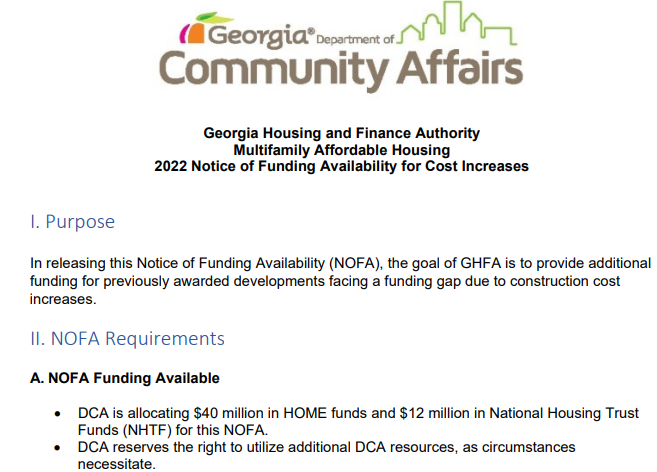 Georgia® Department of
Community Affairs
Georgia Housing and Finance Authority
Multifamily Affordable Housing
2022 Notice of Funding Availability for Cost Increases
I. Purpose
In releasing this Notice of Funding Availability (NOFA), the goal of GHFA is to provide additional
funding for previously awarded developments facing a funding gap due to construction cost
increases.
II. NOFA Requirements
A. NOFA Funding Available
• DCA is allocating $40 million in HOME funds and $12 million in National Housing Trust
Funds (NHTF) for this NOFA.
• DCA reserves the right to utilize additional DCA resources, as circumstances
necessitate.